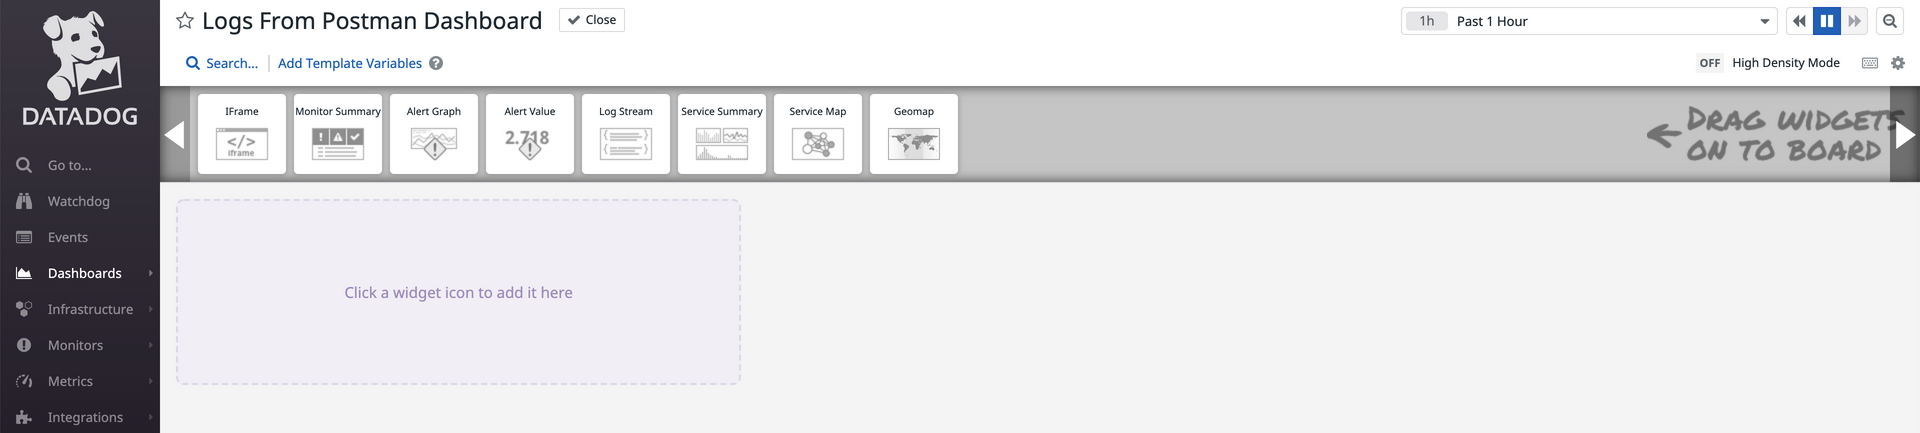 Logs From Postman Dashboard
Close
1h Past 1 Hour
Search...
Add Template Variables
?
OFF High Density Mode
DATADOG
Go to...
Watchdog
Events
Dashboards
Infrastructure
Monitors
Metrics
Integrations
IFrame
</>
iframe
Monitor Summary
Alert Graph
Alert Value
2.718
Log Stream
Service Summary
Service Map
Geomap
DRAG WIDGETS
ON TO BOARD
Click a widget icon to add it here